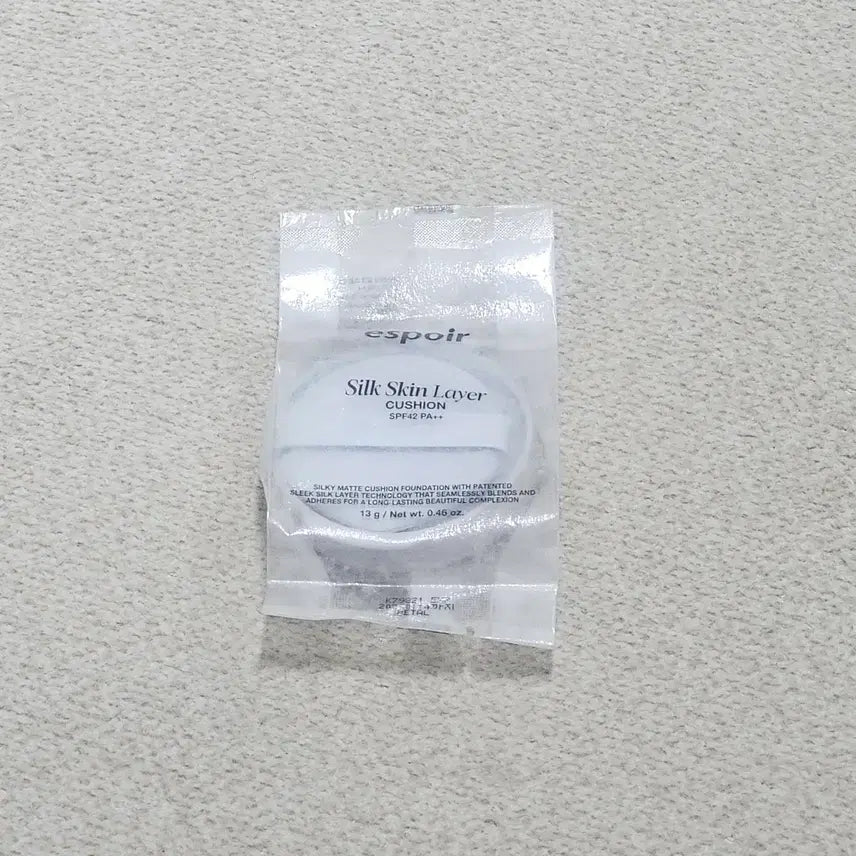 espoir
Silk Skin Layer
CUSHION
SPF42 PA++
SILKY MATTE CUSHION FOUNDATION WITH PATENTED
SLEEK SILK LAYER TECHNOLOGY THAT SEAMLESSLY BLENDS AND
ADHERES FOR A LONG LASTING BEAUTIFUL COMPLEXION
13 g / Net wt. 0.45 oz.
PETAL